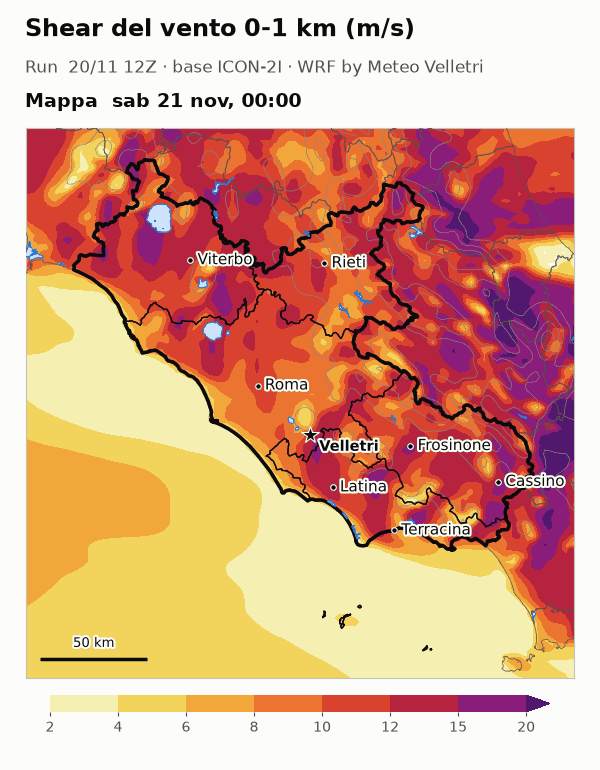 Shear del vento 0-1 km (m/s)
Run  20/11 12Z · base ICON-2I · WRF by Meteo Velletri
Mappa  sab 21 nov, 00:00
Viterbo
Rieti
Roma
Velletri
Frosinone
Latina
Cassino
Terracina
50 km
2 4 6 8 10 12 15 20